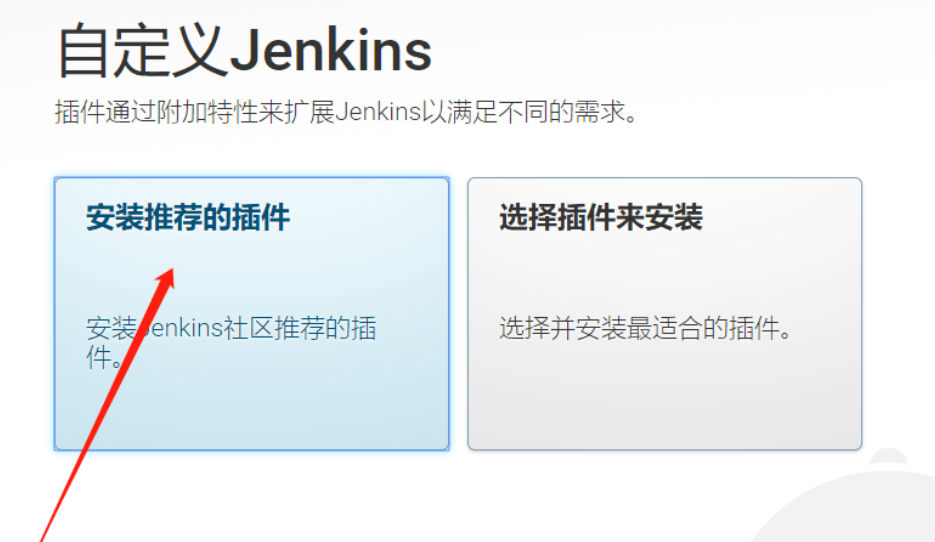 自定义Jenkins
插件通过附加特性来扩展Jenkins以满足不同的需求。
安装推荐的插件
安装Jenkins社区推荐的插
件。
选择插件来安装
选择并安装最适合的插件。